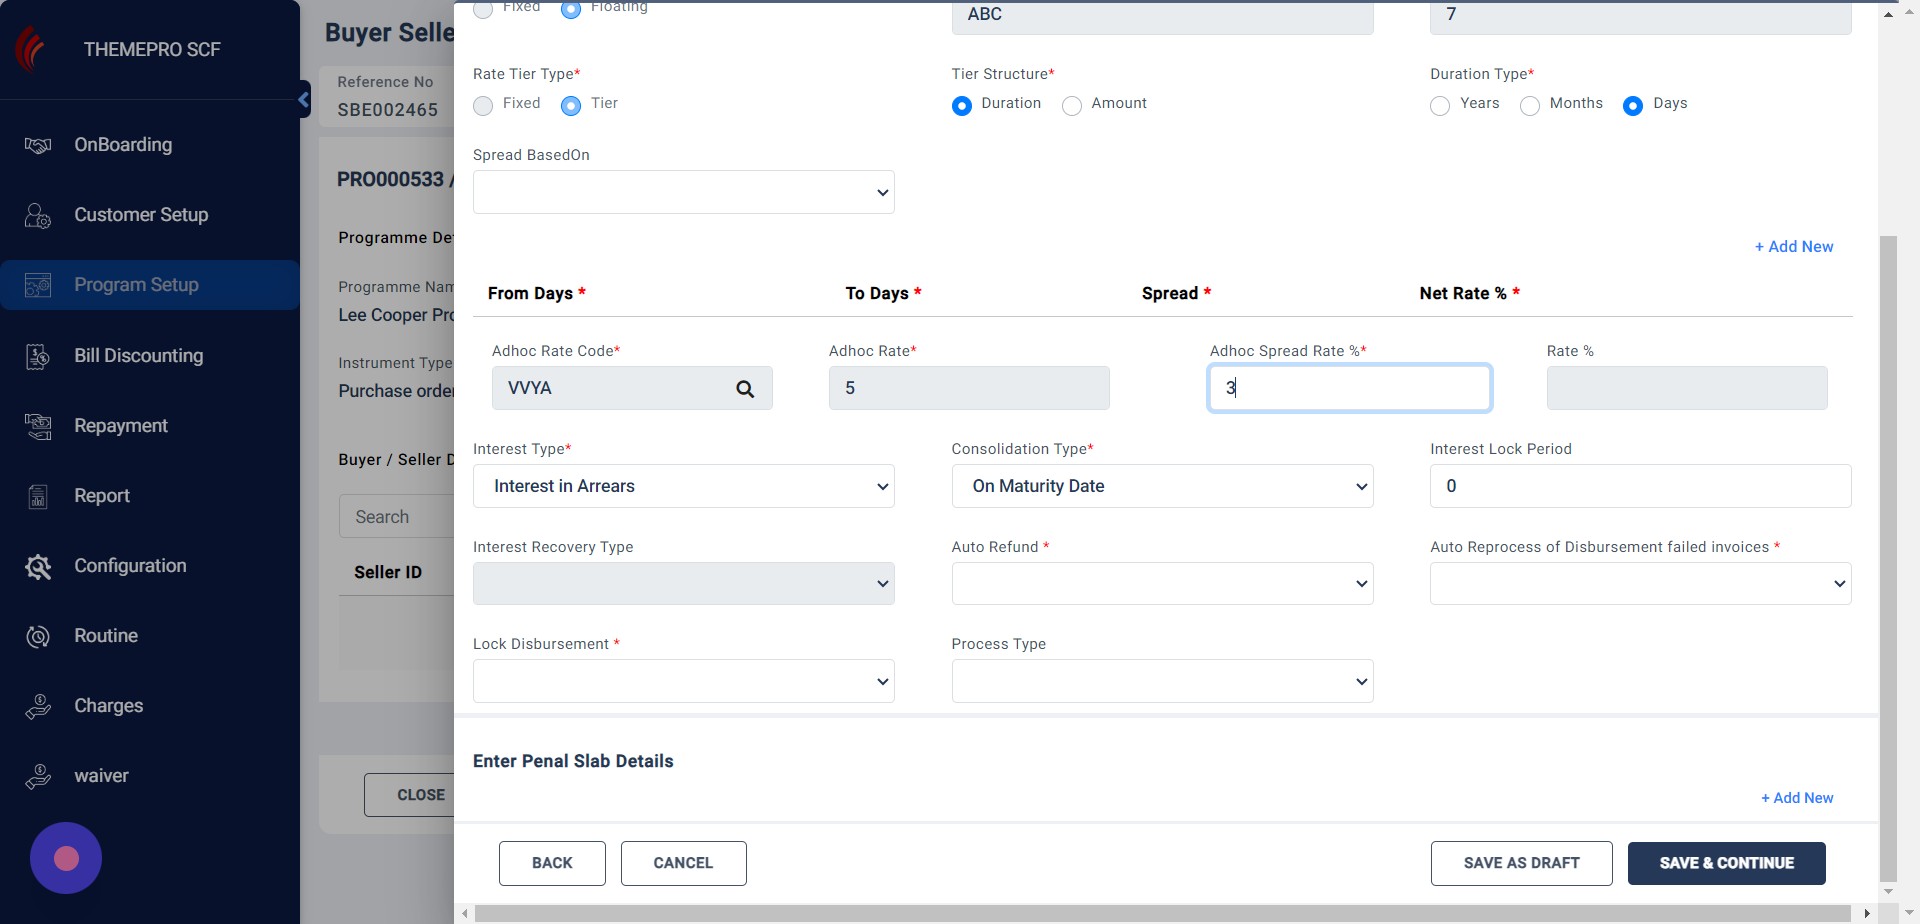 THEMEPRO SCF
OnBoarding
Customer Setup
Program Setup
Bill Discounting
Repayment
Report
Configuration
Routine
Charges
waiver
Buyer Selle
Reference No
SBE002465
PRO000533 /
Programme De
Programme Nam
Lee Cooper Pro
Instrument Type
Purchase order
Buyer / Seller D
Search
Seller ID
CLOSE
Fixed Floating
ABC
7
Rate Tier Type*
Fixed Tier
Tier Structure*
Duration Amount
Duration Type*
Years Months Days
Spread BasedOn
+ Add New
From Days * To Days * Spread * Net Rate % *
Adhoc Rate Code* Adhoc Rate* Adhoc Spread Rate %* Rate %
VVYA 5 3
Interest Type* Consolidation Type* Interest Lock Period
Interest in Arrears On Maturity Date 0
Interest Recovery Type Auto Refund * Auto Reprocess of Disbursement failed invoices *
Lock Disbursement * Process Type
Enter Penal Slab Details
+ Add New
BACK CANCEL SAVE AS DRAFT SAVE & CONTINUE